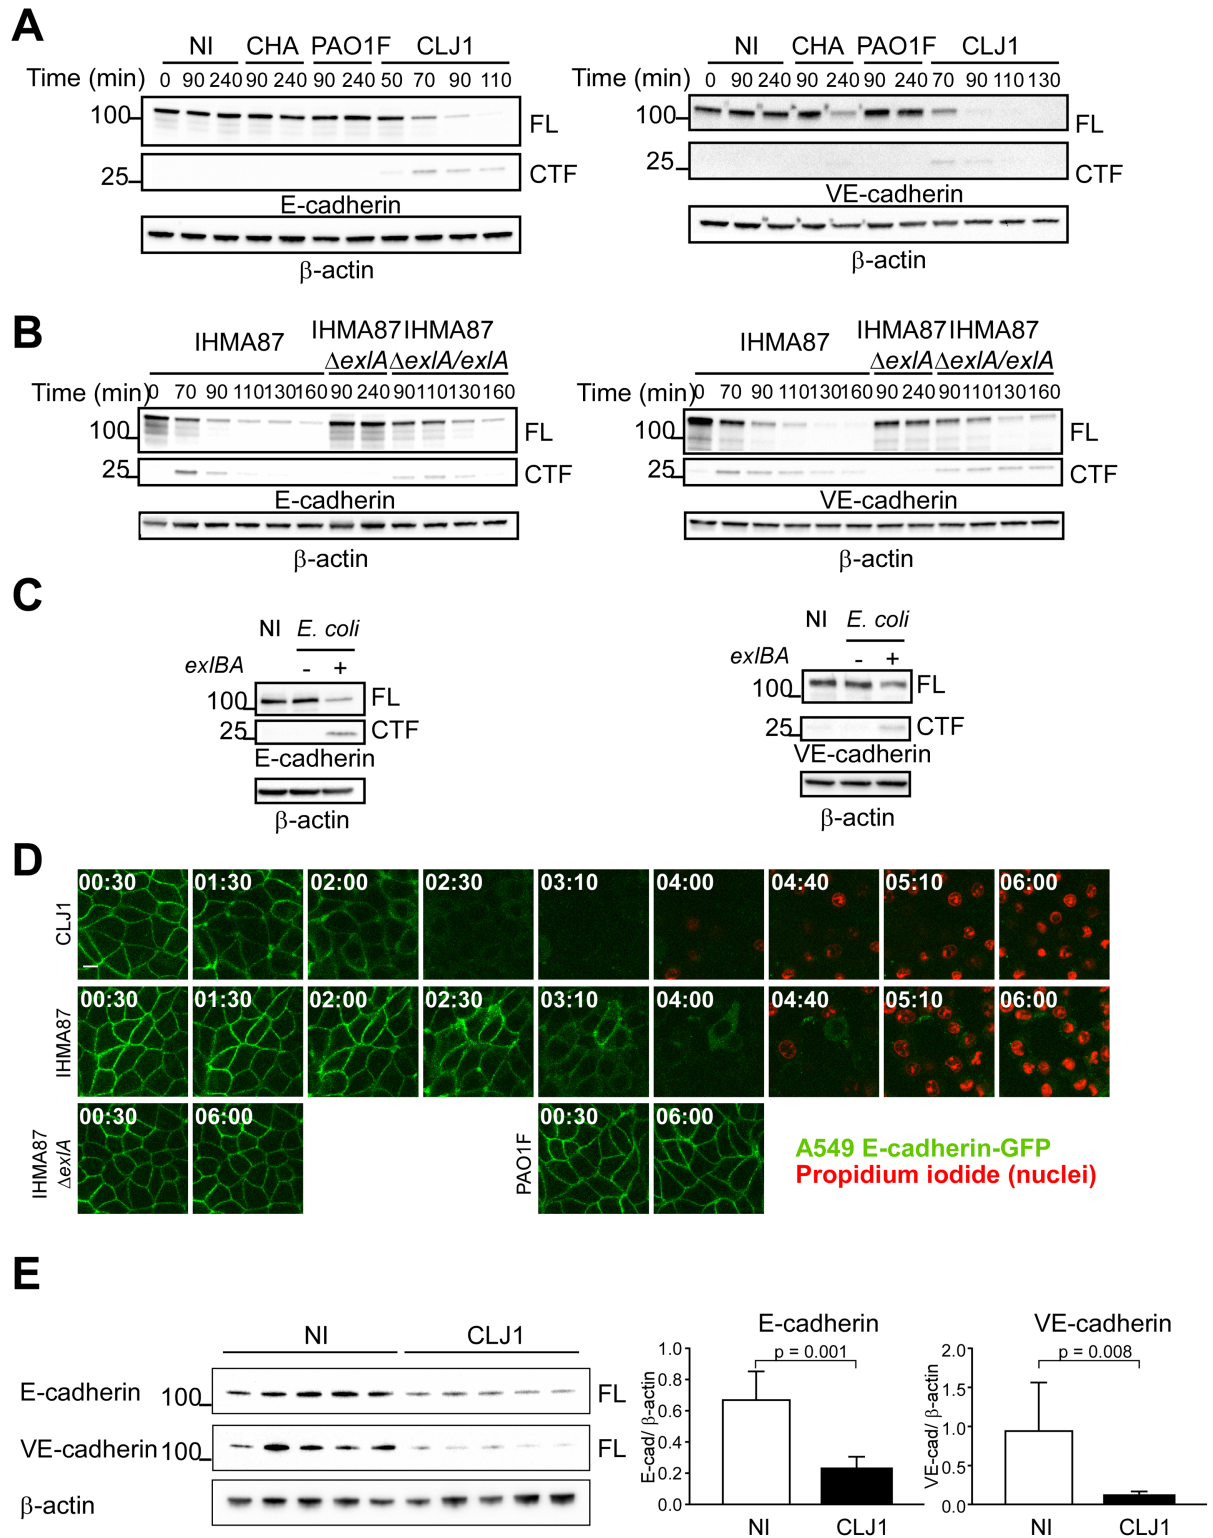 A
NI CHA PAO1F CLJ1
Time (min) 0 90 240 90 240 90 240 50 70 90 110
100
FL
25
CTF
E-cadherin
β-actin
NI CHA PAO1F CLJ1
Time (min) 0 90 240 90 240 90 240 70 90 110 130
100
FL
25
CTF
VE-cadherin
β-actin
B
IHMA87 IHMA87 IHMA87
ΔexlA ΔexlA/exlA
Time (min) 0 70 90 110 130 160 90 240 90 110 130 160
100
FL
25
CTF
E-cadherin
β-actin
IHMA87 IHMA87 IHMA87
ΔexlA ΔexlA/exlA
Time (min) 0 70 90 110 130 160 90 240 90 110 130 160
100
FL
25
CTF
VE-cadherin
β-actin
C
NI E. coli
exlBA - +
100 FL
25 CTF
E-cadherin
β-actin
NI E. coli
exlBA - +
100 FL
25 CTF
VE-cadherin
β-actin
D
CLJ1
00:30 01:30 02:00 02:30 03:10 04:00 04:40 05:10 06:00
IHMA87
00:30 01:30 02:00 02:30 03:10 04:00 04:40 05:10 06:00
IHMA87
ΔexlA
00:30 06:00
PAO1F
00:30 06:00
A549 E-cadherin-GFP
Propidium iodide (nuclei)
E
NI CLJ1
E-cadherin 100 FL
VE-cadherin 100 FL
β-actin
E-cadherin
p = 0.001
E-cad/ β-actin
1.0
0.8
0.6
0.4
0.2
0.0
NI CLJ1
VE-cadherin
p = 0.008
VE-cad/ β-actin
2.0
1.5
1.0
0.5
0.0
NI CLJ1